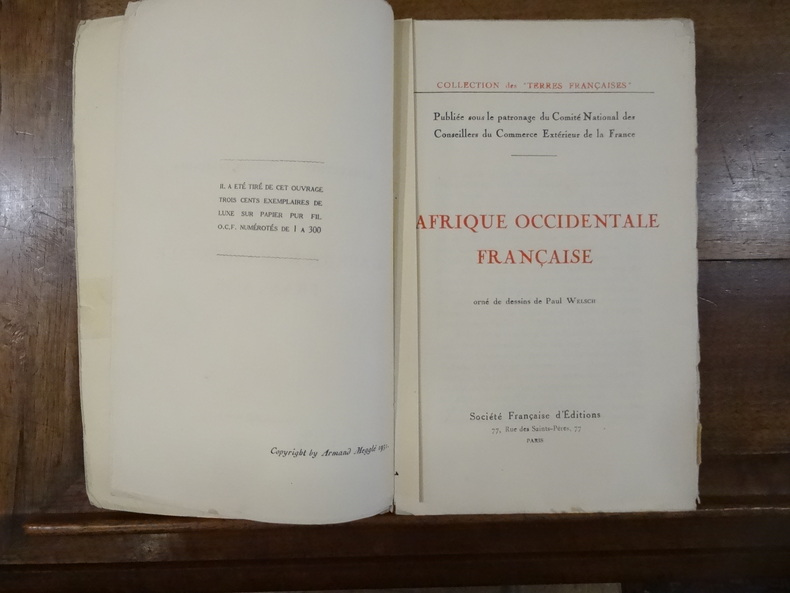 IL A ÉTÉ TIRÉ DE CET OUVRAGE
TROIS CENTS EXEMPLAIRES DE
LUXE SUR PAPIER PUR FIL
O.C.F. NUMÉROTÉS DE 1 A 300
Copyright by Armand Megglé
COLLECTION des "TERRES FRANÇAISES"
Publiée sous le patronage du Comité National des
Conseillers du Commerce Extérieur de la France
AFRIQUE OCCIDENTALE
FRANÇAISE
orné de dessins de Paul WELSCH
Société Française d'Éditions
77, Rue des Saints-Pères, 77
PARIS